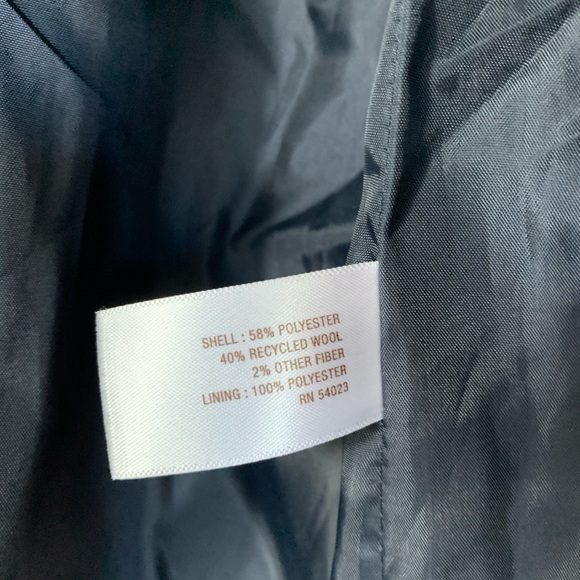 SHELL : 58% POLYESTER
40% RECYCLED WOOL
2% OTHER FIBER
LINING : 100% POLYESTER
RN 54023